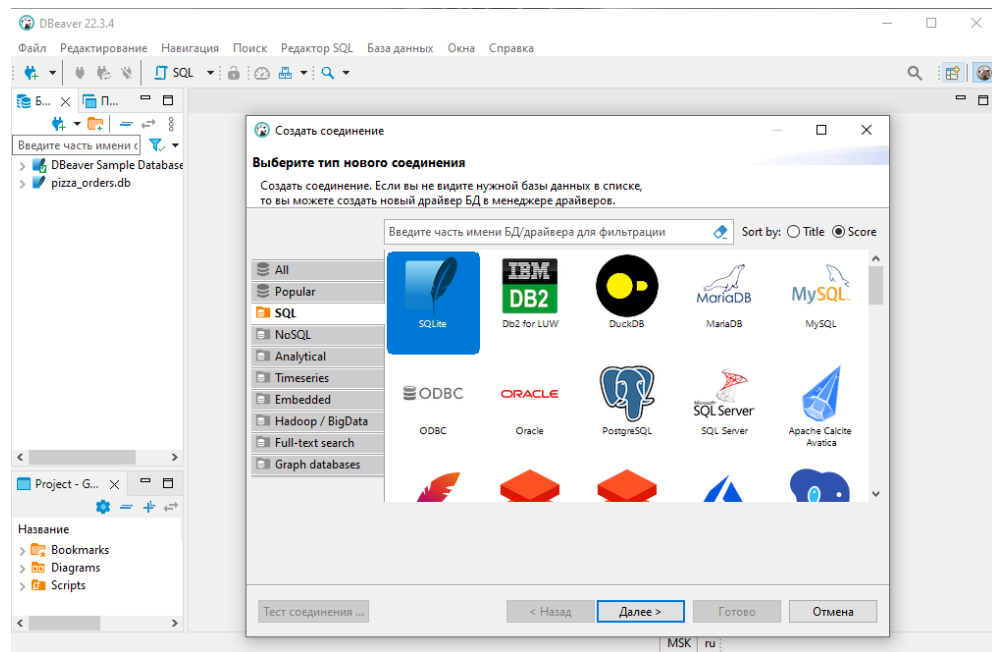 DBeaver 22.3.4
Файл Редактирование Навигация Поиск Редактор SQL База данных Окна Справка
SQL
Б... П...
Введите часть имени с
DBeaver Sample Database
pizza_orders.db
Project - G...
Название
Bookmarks
Diagrams
Scripts
Создать соединение
Выберите тип нового соединения
Создать соединение. Если вы не видите нужной базы данных в списке,
то вы можете создать новый драйвер БД в менеджере драйверов.
Введите часть имени БД/драйвера для фильтрации Sort by: Title Score
All
Popular
SQL
NoSQL
Analytical
Timeseries
Embedded
Hadoop / BigData
Full-text search
Graph databases
IBM DB2 MariaDB MySQL
SQLite Db2 for LUW DuckDB MariaDB MySQL
ODBC ORACLE Microsoft SQL Server
ODBC Oracle PostgreSQL SQL Server Apache Calcite
Avatica
Тест соединения ... < Назад Далее > Готово Отмена
MSK ru